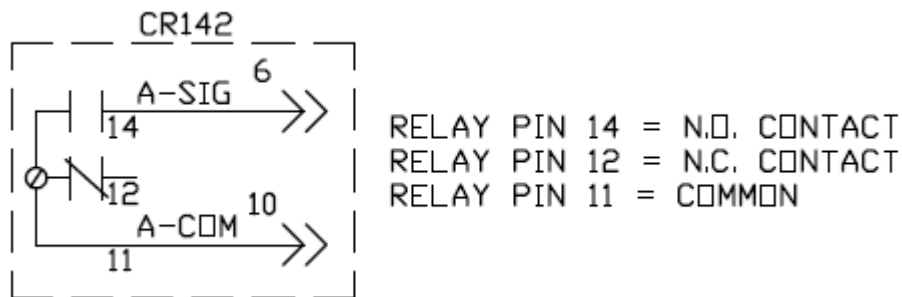 CR142
6
A-SIG
14
RELAY PIN 14 = N.O. CONTACT
RELAY PIN 12 = N.C. CONTACT
RELAY PIN 11 = COMMON
12
10
A-COM
11